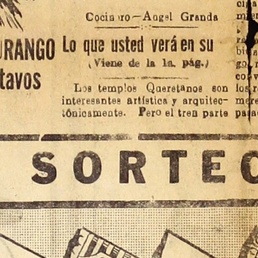 Cocinero—Angel Granda
DURANGO
tavos
Lo que usted verá en su
(Viene de la 1a. pág.)
Los templos Queretanos son
interesantes artística y arquitec-
tónicamente. Pero el tren parte
SORTEO